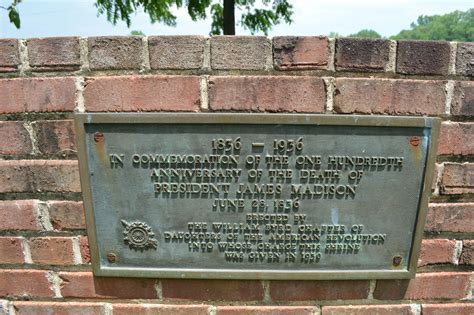 1836 — 1936
IN COMMEMORATION OF THE ONE HUNDREDTH
ANNIVERSARY OF THE DEATH OF
PRESIDENT JAMES MADISON
JUNE 28, 1836
ERECTED BY
THE WILLIAM BYRD CHAPTER OF
DAUGHTERS OF THE AMERICAN REVOLUTION
INTO WHOSE CHARGE THIS SHRINE
WAS GIVEN IN